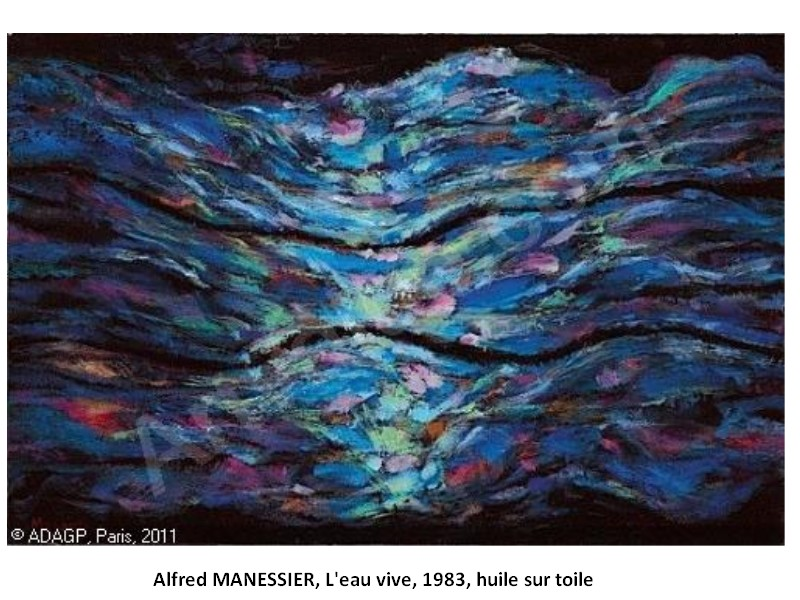 © ADAGP, Paris, 2011
Alfred MANESSIER, L'eau vive, 1983, huile sur toile